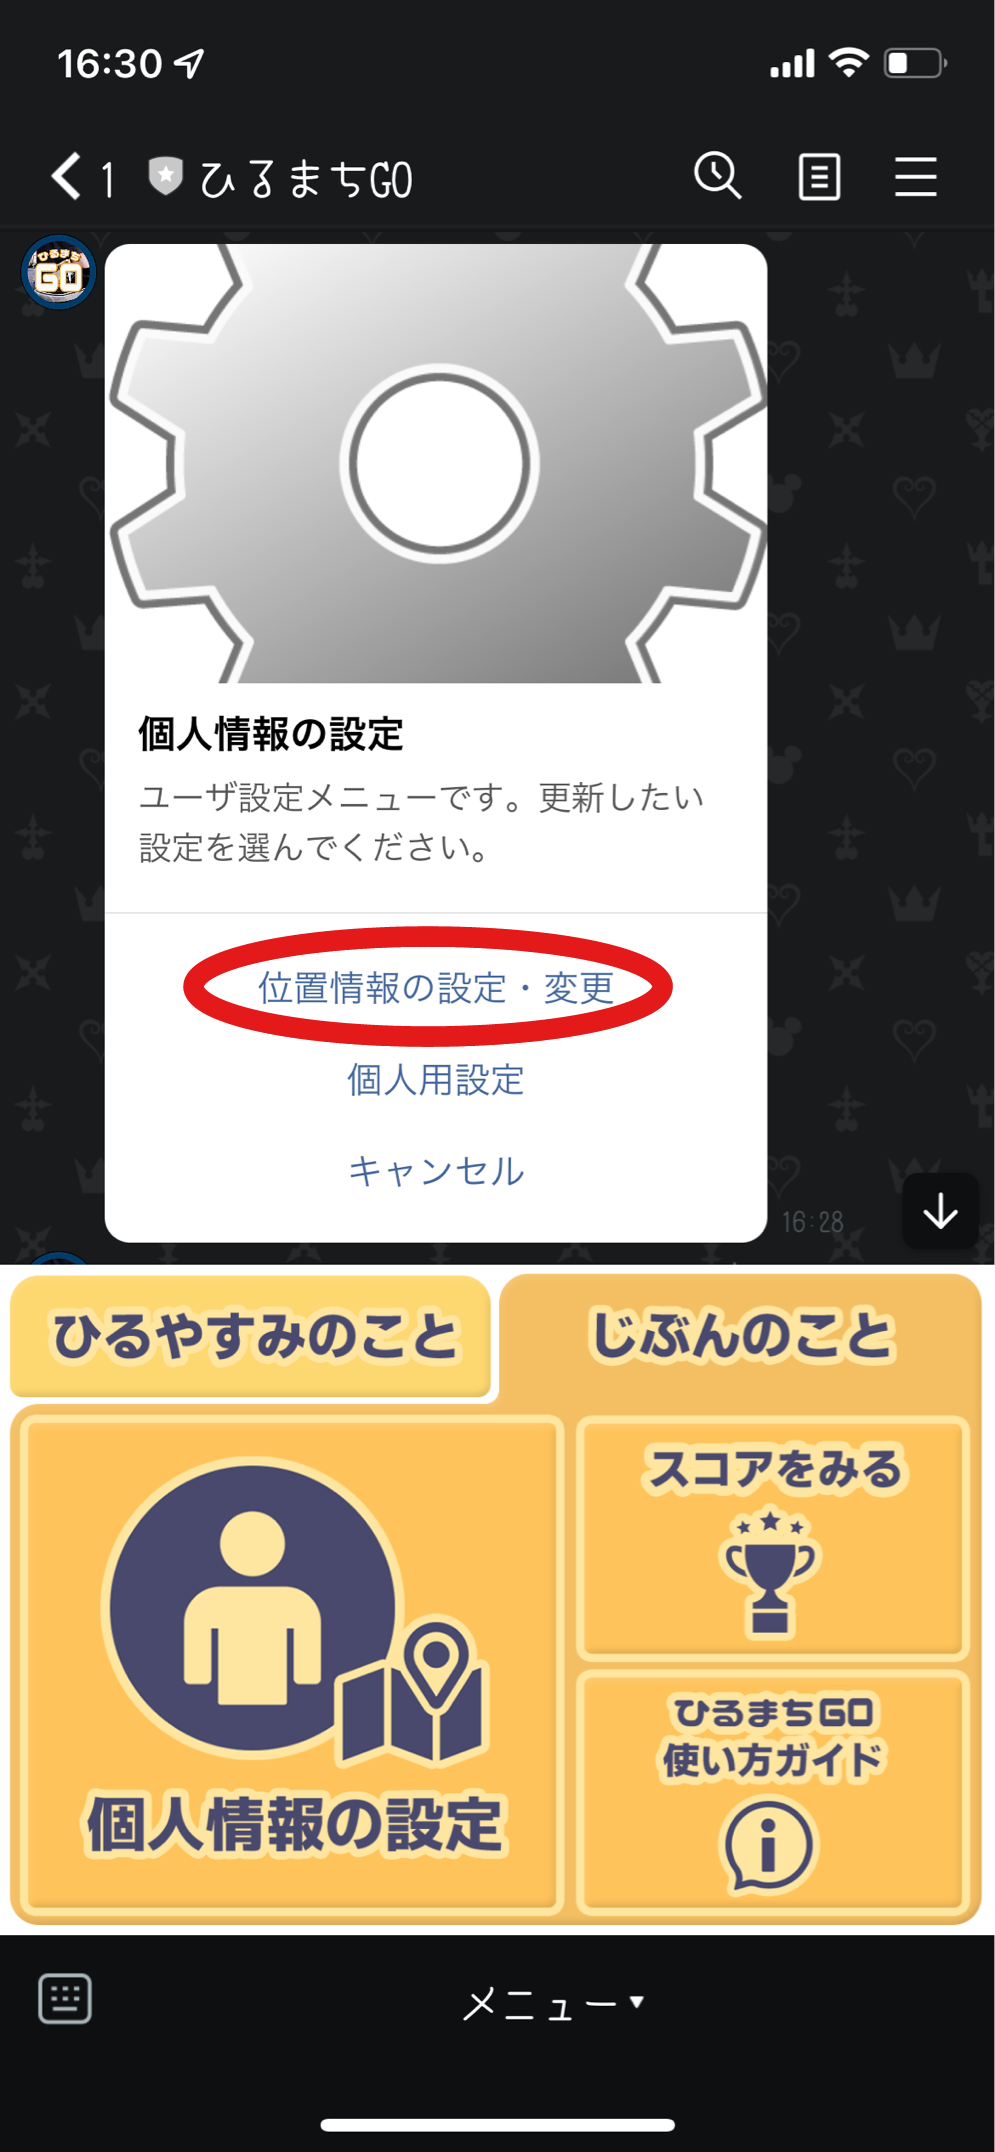 16:30
1 ひるまちGO
ひるまち
GO
個人情報の設定
ユーザ設定メニューです。更新したい
設定を選んでください。
位置情報の設定・変更
個人用設定
キャンセル
16:28
ひるやすみのこと
じぶんのこと
個人情報の設定
スコアをみる
ひるまちGO
使い方ガイド
メニュー▼